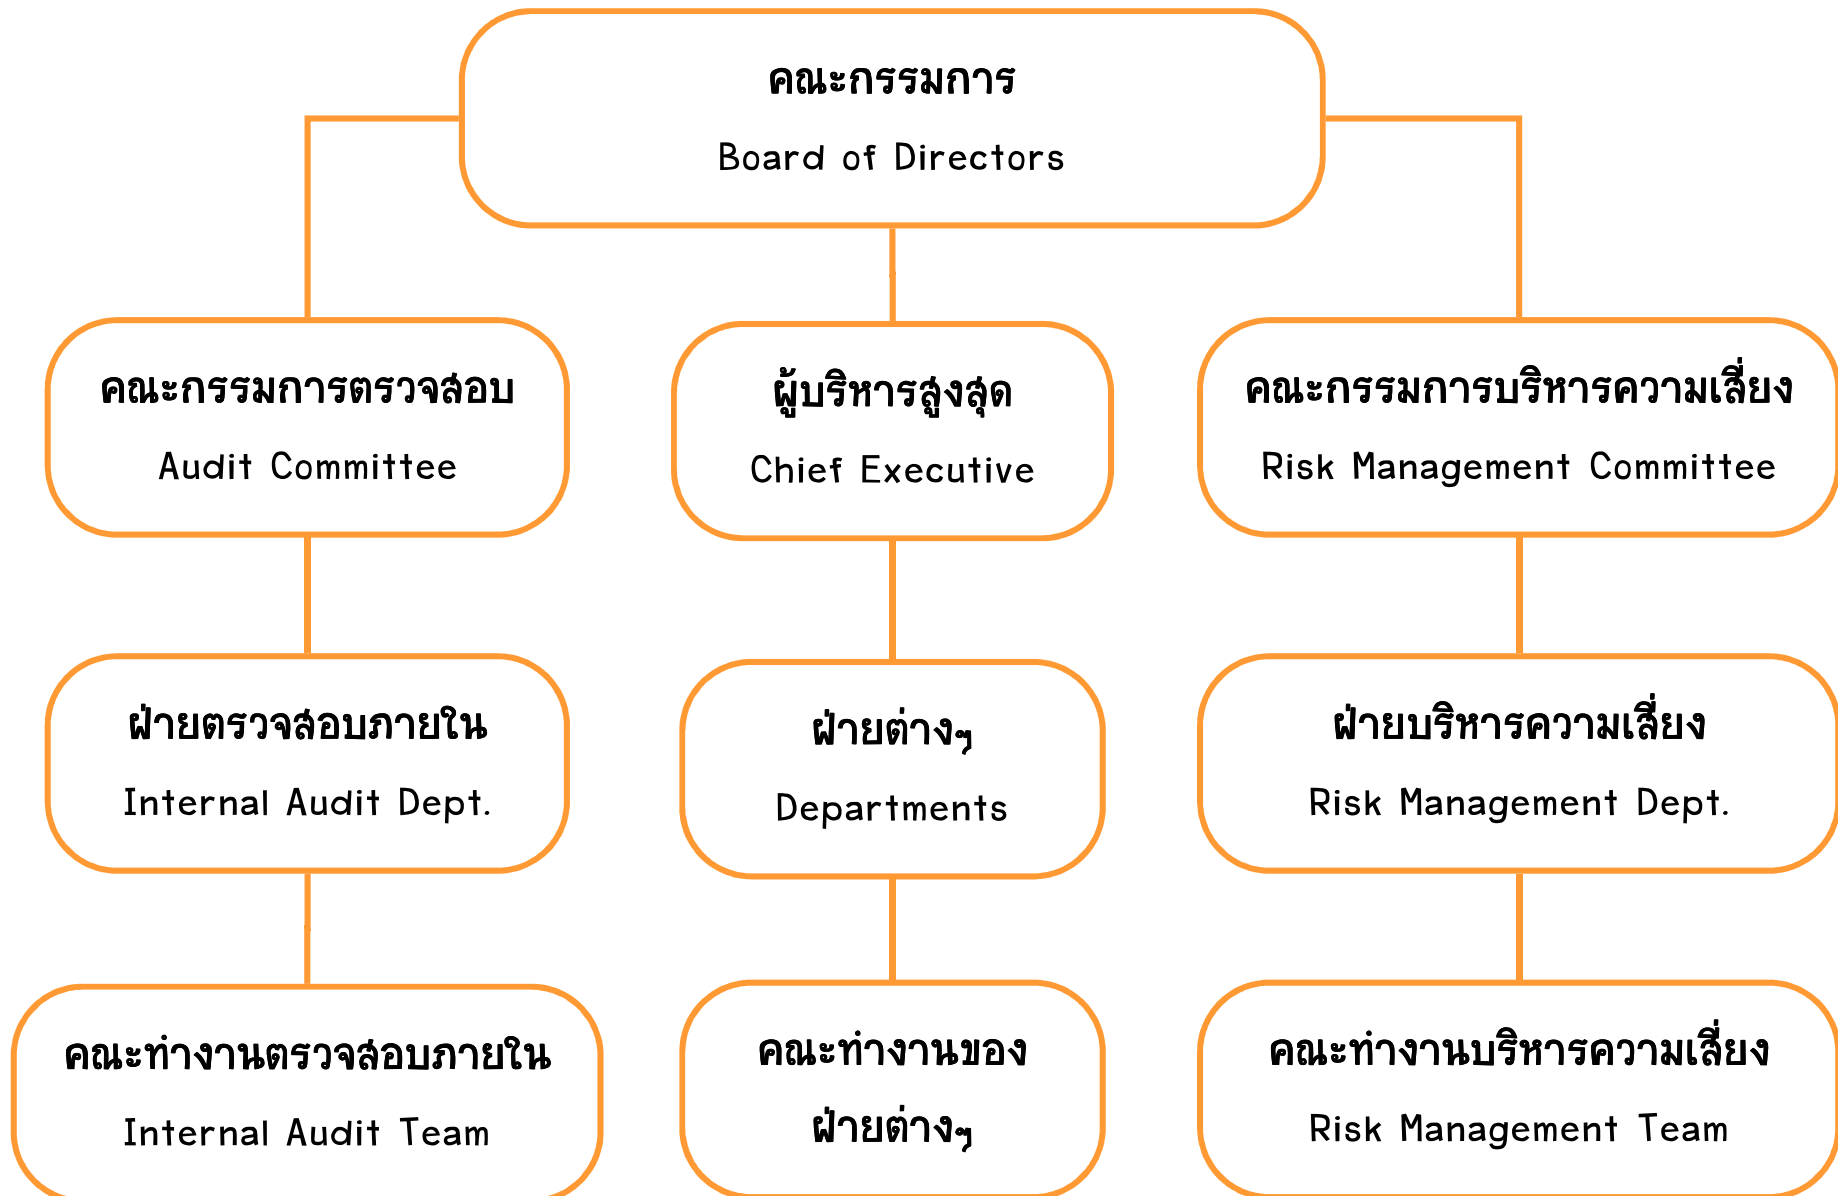 คณะกรรมการ
Board of Directors
คณะกรรมการตรวจสอบ
Audit Committee
ผู้บริหารสูงสุด
Chief Executive
คณะกรรมการบริหารความเสี่ยง
Risk Management Committee
ฝ่ายตรวจสอบภายใน
Internal Audit Dept.
ฝ่ายต่างๆ
Departments
ฝ่ายบริหารความเสี่ยง
Risk Management Dept.
คณะทำงานตรวจสอบภายใน
Internal Audit Team
คณะทำงานของ
ฝ่ายต่างๆ
คณะทำงานบริหารความเสี่ยง
Risk Management Team